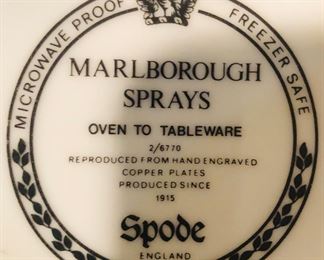 MICROWAVE PROOF
FREEZER SAFE
MARLBOROUGH
SPRAYS
OVEN TO TABLEWARE
2/6770
REPRODUCED FROM HAND ENGRAVED
COPPER PLATES
PRODUCED SINCE
1915
Spode
ENGLAND